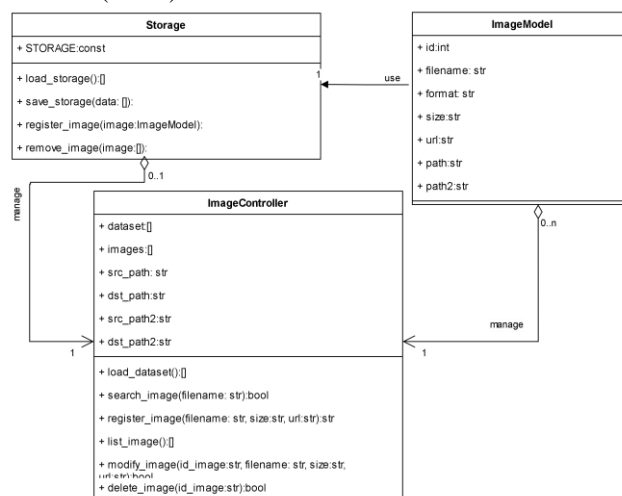 Storage
+ STORAGE:const
+ load_storage():[]
+ save_storage(data: []):
+ register_image(image:ImageModel):
+ remove_image(image:[]):
1
use
ImageModel
+ id:int
+ filename: str
+ format: str
+ size:str
+ url:str
+ path:str
+ path2:str
0..1
manage
1
0..n
manage
1
ImageController
+ dataset:[]
+ images:[]
+ src_path: str
+ dst_path:str
+ src_path2:str
+ dst_path2:str
+ load_dataset():[]
+ search_image(filename: str):bool
+ register_image(filename: str, size:str, url:str):str
+ list_image():[]
+ modify_image(id_image:str, filename: str, size:str,
url:str):bool
+ delete_image(id_image:str):bool